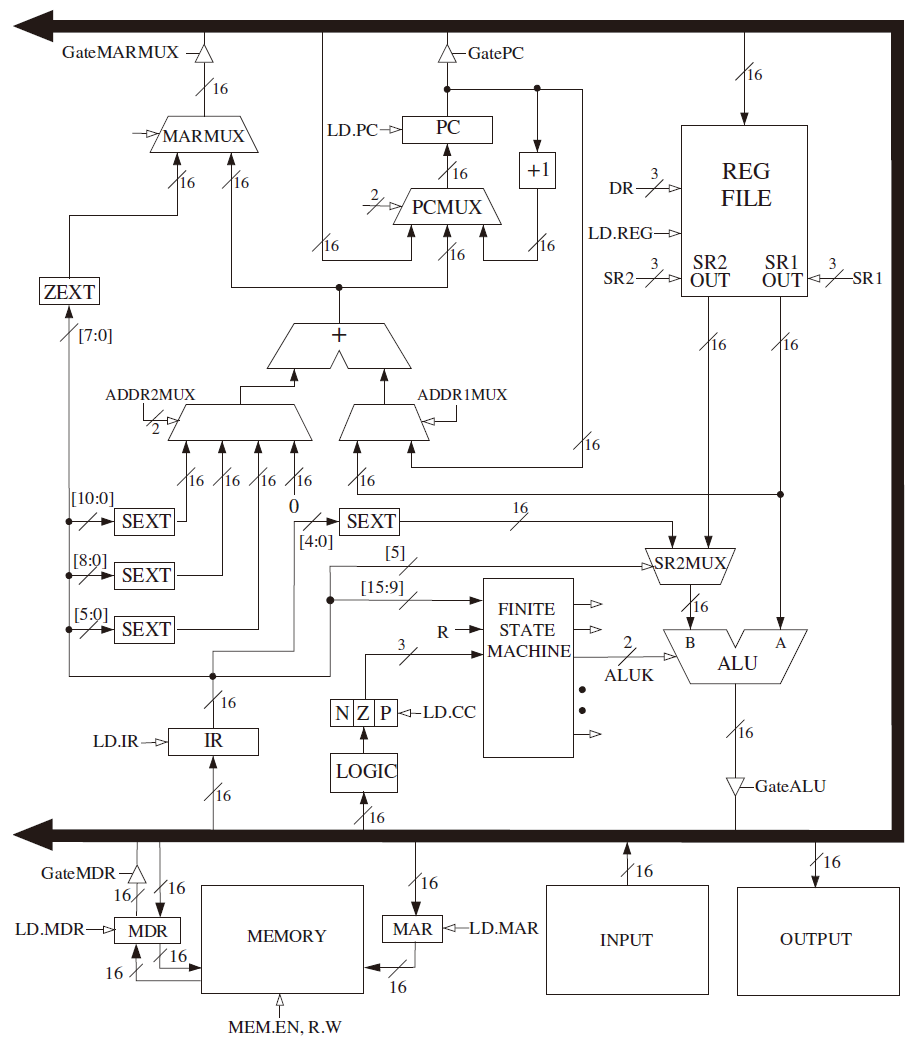 GateMARMUX
GatePC
16
16
MARMUX
LD.PC
PC
16
16
16
+1
REG
FILE
DR
3
2
PCMUX
LD.REG
16
16
16
ZEXT
SR2
3
SR2
OUT
SR1
OUT
3
SR1
[7:0]
+
16
16
ADDR2MUX
2
ADDR1MUX
16
16
16
16
16
16
0
[10:0]
SEXT
[4:0]
SEXT
16
[8:0]
SEXT
[5]
SR2MUX
[15:9]
16
[5:0]
SEXT
R
FINITE
STATE
MACHINE
3
2
ALUK
B
A
ALU
16
N Z P
LD.CC
LD.IR
IR
16
LOGIC
16
16
GateALU
GateMDR
16
16
16
16
16
LD.MDR
MDR
MEMORY
MAR
LD.MAR
INPUT
OUTPUT
16
16
16
MEM.EN, R.W